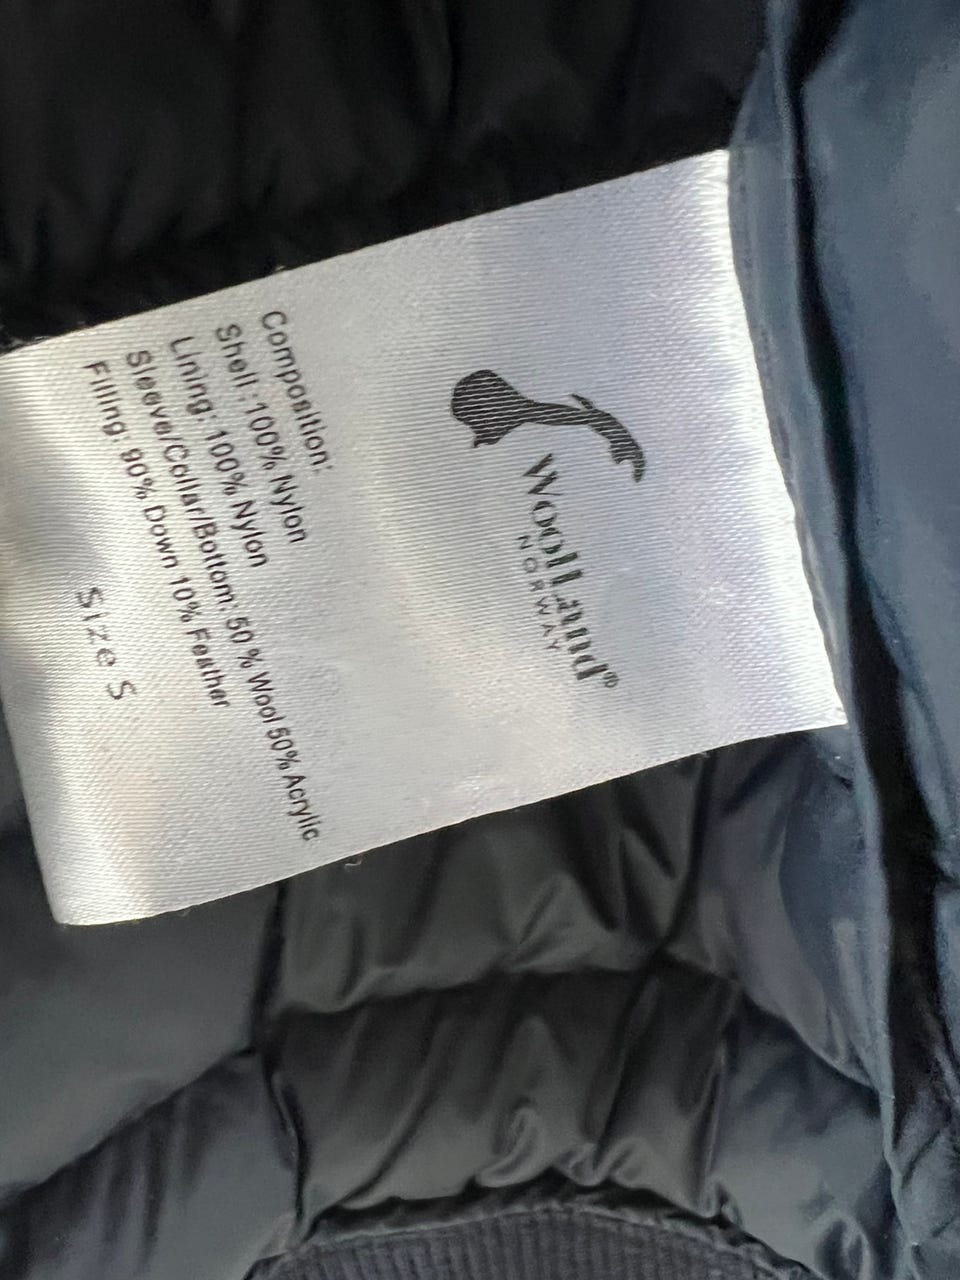 WoolLand®
NORWAY
Composition:
Shell: 100% Nylon
Lining: 100% Nylon
Sleeve/Collar/Bottom: 50% Wool 50% Acrylic
Filling: 90% Down 10% Feather
Size S